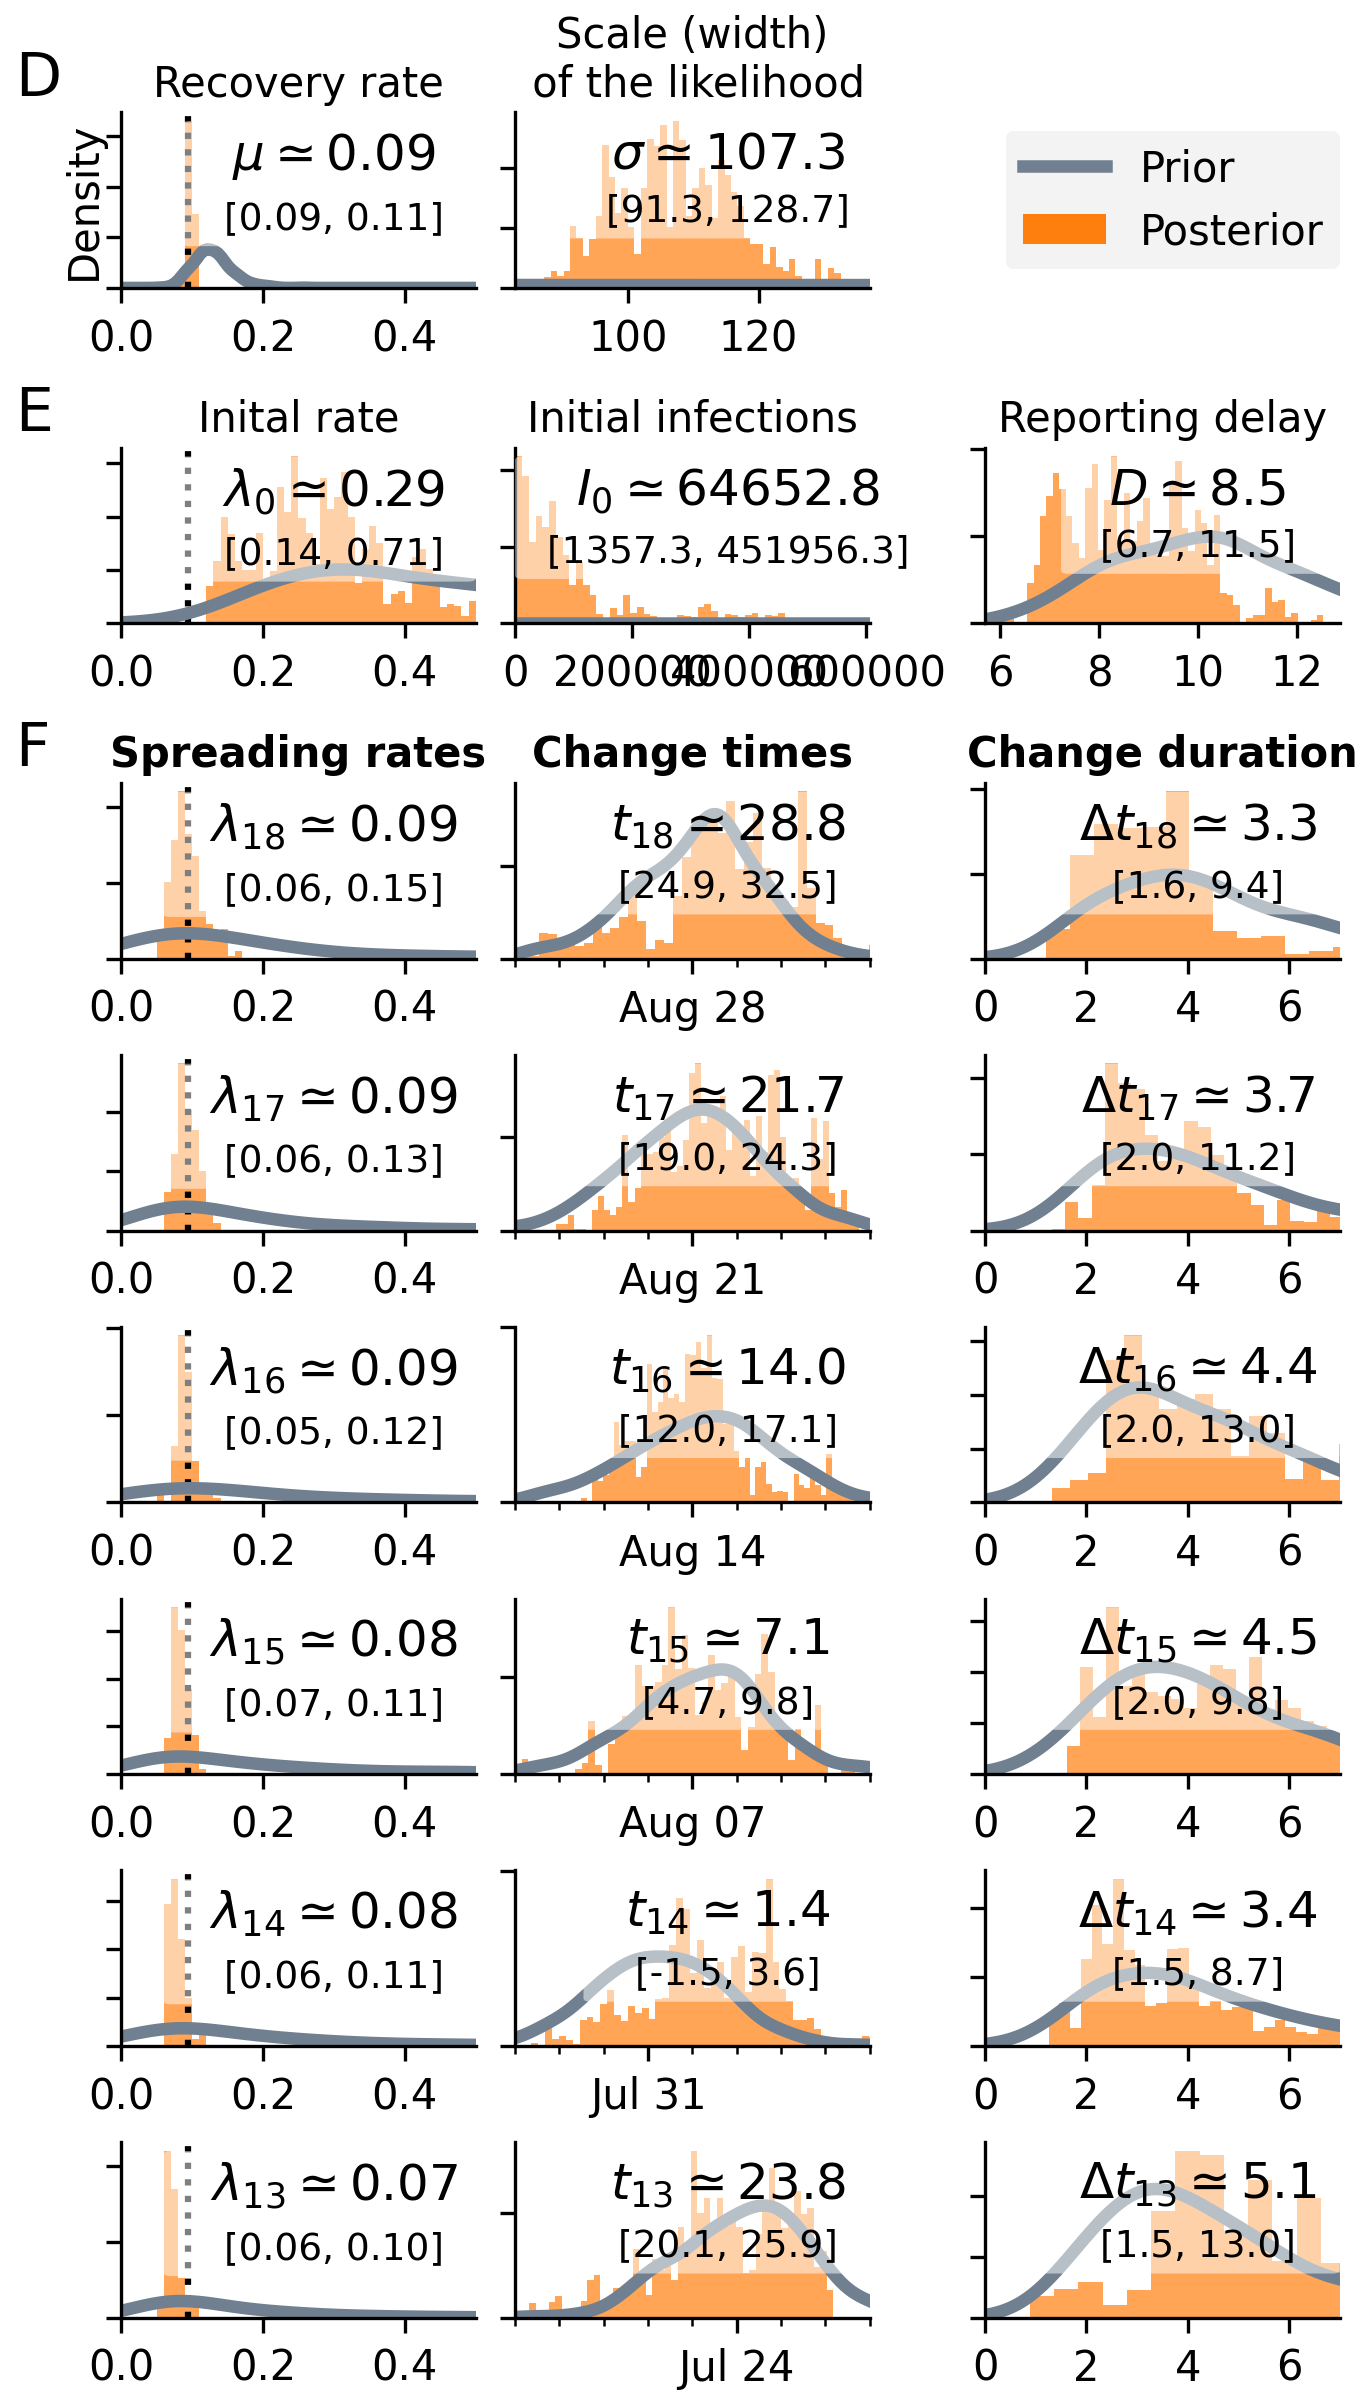 D
Recovery rate
Scale (width)
of the likelihood
Density
μ ≃ 0.09
[0.09, 0.11]
0.0 0.2 0.4
σ ≃ 107.3
[91.3, 128.7]
100 120
Prior
Posterior
E
Inital rate
Initial infections
Reporting delay
λ0 ≃ 0.29
[0.14, 0.71]
0.0 0.2 0.4
I0 ≃ 64652.8
[1357.3, 451956.3]
0 200000 400000 600000
D ≃ 8.5
[6.7, 11.5]
6 8 10 12
F
Spreading rates
Change times
Change duration
λ18 ≃ 0.09
[0.06, 0.15]
0.0 0.2 0.4
t18 ≃ 28.8
[24.9, 32.5]
Aug 28
Δt18 ≃ 3.3
[1.6, 9.4]
0 2 4 6
λ17 ≃ 0.09
[0.06, 0.13]
0.0 0.2 0.4
t17 ≃ 21.7
[19.0, 24.3]
Aug 21
Δt17 ≃ 3.7
[2.0, 11.2]
0 2 4 6
λ16 ≃ 0.09
[0.05, 0.12]
0.0 0.2 0.4
t16 ≃ 14.0
[12.0, 17.1]
Aug 14
Δt16 ≃ 4.4
[2.0, 13.0]
0 2 4 6
λ15 ≃ 0.08
[0.07, 0.11]
0.0 0.2 0.4
t15 ≃ 7.1
[4.7, 9.8]
Aug 07
Δt15 ≃ 4.5
[2.0, 9.8]
0 2 4 6
λ14 ≃ 0.08
[0.06, 0.11]
0.0 0.2 0.4
t14 ≃ 1.4
[-1.5, 3.6]
Jul 31
Δt14 ≃ 3.4
[1.5, 8.7]
0 2 4 6
λ13 ≃ 0.07
[0.06, 0.10]
0.0 0.2 0.4
t13 ≃ 23.8
[20.1, 25.9]
Jul 24
Δt13 ≃ 5.1
[1.5, 13.0]
0 2 4 6